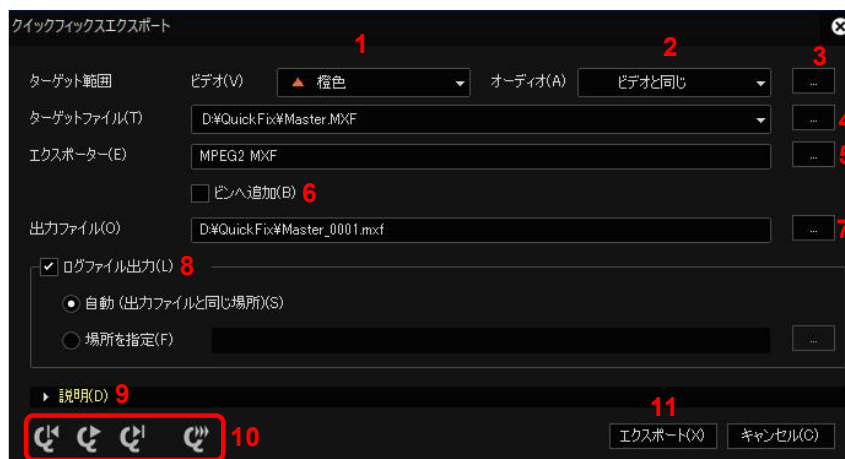 クイックフィックスエクスポート
1 2 3
ターゲット範囲 ビデオ(V) 橙色 オーディオ(A) ビデオと同じ ...
ターゲットファイル(T) D:¥QuickFix¥Master.MXF ... 4
エクスポーター(E) MPEG2 MXF ... 5
ビンへ追加(B) 6
出力ファイル(O) D:¥QuickFix¥Master_0001.mxf ... 7
ログファイル出力(L) 8
自動 (出力ファイルと同じ場所)(S)
場所を指定(F) ...
説明(D) 9
10 11
エクスポート(X) キャンセル(C)